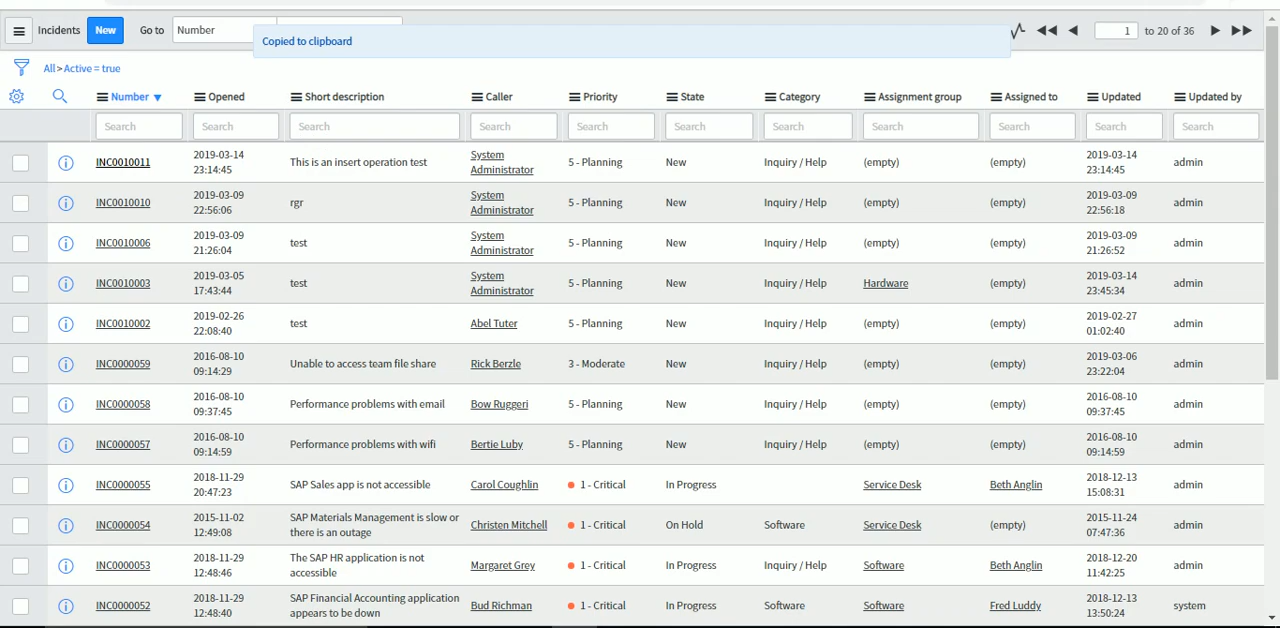 Incidents New Go to Number Copied to clipboard 1 to 20 of 36
All > Active = true
Number Opened Short description Caller Priority State Category Assignment group Assigned to Updated Updated by
Search Search Search Search Search Search Search Search Search Search Search
INC0010011 2019-03-14 23:14:45 This is an insert operation test System Administrator 5 - Planning New Inquiry / Help (empty) (empty) 2019-03-14 23:14:45 admin
INC0010010 2019-03-09 22:56:06 rgr System Administrator 5 - Planning New Inquiry / Help (empty) (empty) 2019-03-09 22:56:18 admin
INC0010006 2019-03-09 21:26:04 test System Administrator 5 - Planning New Inquiry / Help (empty) (empty) 2019-03-09 21:26:52 admin
INC0010003 2019-03-05 17:43:44 test System Administrator 5 - Planning New Inquiry / Help Hardware (empty) 2019-03-14 23:45:34 admin
INC0010002 2019-02-26 22:08:40 test Abel Tuter 5 - Planning New Inquiry / Help (empty) (empty) 2019-02-27 01:02:40 admin
INC0000059 2016-08-10 09:14:29 Unable to access team file share Rick Berzle 3 - Moderate New Inquiry / Help (empty) (empty) 2019-03-06 23:22:04 admin
INC0000058 2016-08-10 09:37:45 Performance problems with email Bow Ruggeri 5 - Planning New Inquiry / Help (empty) (empty) 2016-08-10 09:37:45 admin
INC0000057 2016-08-10 09:14:59 Performance problems with wifi Bertie Luby 5 - Planning New Inquiry / Help (empty) (empty) 2016-08-10 09:14:59 admin
INC0000055 2018-11-29 20:47:23 SAP Sales app is not accessible Carol Coughlin 1 - Critical In Progress Service Desk Beth Anglin 2018-12-13 15:08:31 admin
INC0000054 2015-11-02 12:49:08 SAP Materials Management is slow or there is an outage Christen Mitchell 1 - Critical On Hold Software Service Desk (empty) 2015-11-24 07:47:36 admin
INC0000053 2018-11-29 12:48:46 The SAP HR application is not accessible Margaret Grey 1 - Critical In Progress Inquiry / Help Software Beth Anglin 2018-12-20 11:42:25 admin
INC0000052 2018-11-29 12:48:40 SAP Financial Accounting application appears to be down Bud Richman 1 - Critical In Progress Software Software Fred Luddy 2018-12-13 13:50:24 system